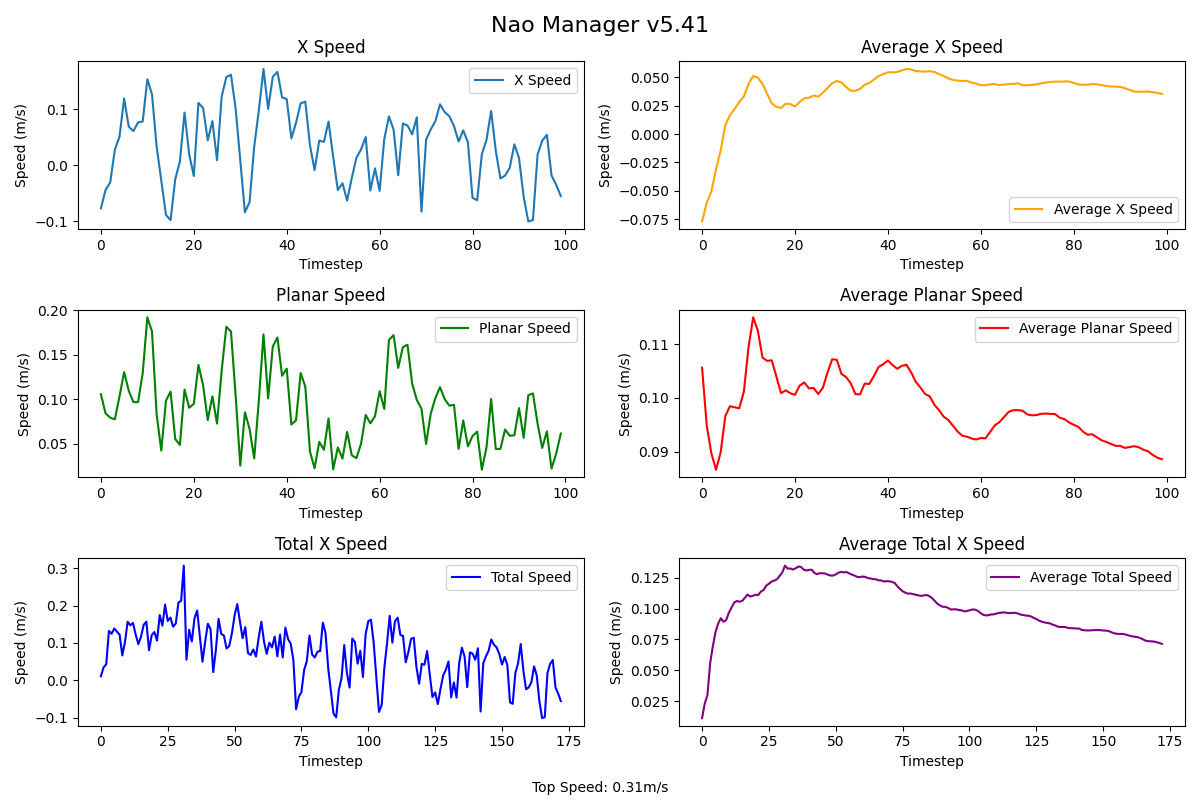 Nao Manager v5.41
X Speed
Speed (m/s)
0.1
0.0
−0.1
X Speed
0 20 40 60 80 100
Timestep
Average X Speed
Speed (m/s)
0.050
0.025
0.000
−0.025
−0.050
−0.075
Average X Speed
0 20 40 60 80 100
Timestep
Planar Speed
Speed (m/s)
0.20
0.15
0.10
0.05
Planar Speed
0 20 40 60 80 100
Timestep
Average Planar Speed
Speed (m/s)
0.11
0.10
0.09
Average Planar Speed
0 20 40 60 80 100
Timestep
Total X Speed
Speed (m/s)
0.3
0.2
0.1
0.0
−0.1
Total Speed
0 25 50 75 100 125 150 175
Timestep
Average Total X Speed
Speed (m/s)
0.125
0.100
0.075
0.050
0.025
Average Total Speed
0 25 50 75 100 125 150 175
Timestep
Top Speed: 0.31m/s